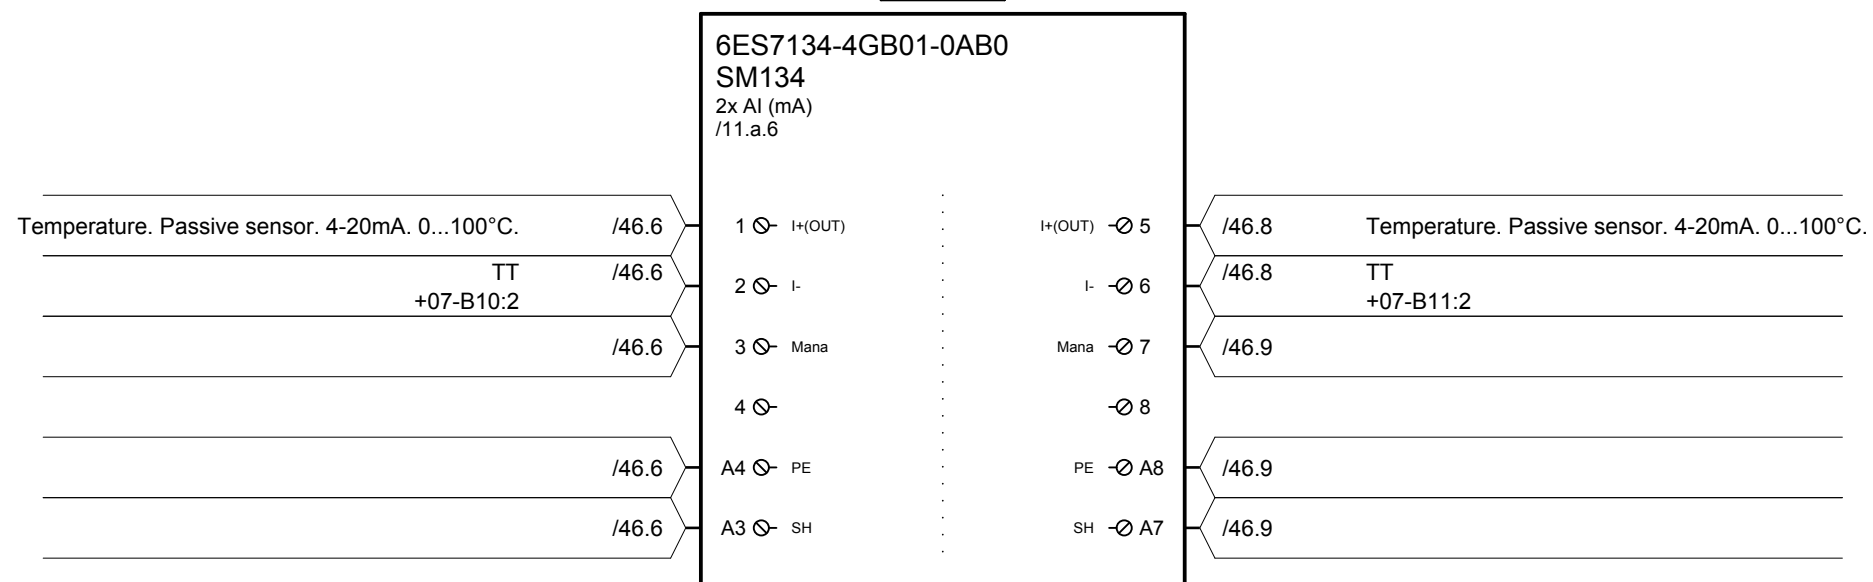 6ES7134-4GB01-0AB0
SM134
2x AI (mA)
/11.a.6
Temperature. Passive sensor. 4-20mA. 0...100°C. /46.6 1 I+(OUT) I+(OUT) 5 /46.8 Temperature. Passive sensor. 4-20mA. 0...100°C.
TT /46.6 2 I- I- 6 /46.8 TT
+07-B10:2 +07-B11:2
/46.6 3 Mana Mana 7 /46.9
4 8
/46.6 A4 PE PE A8 /46.9
/46.6 A3 SH SH A7 /46.9